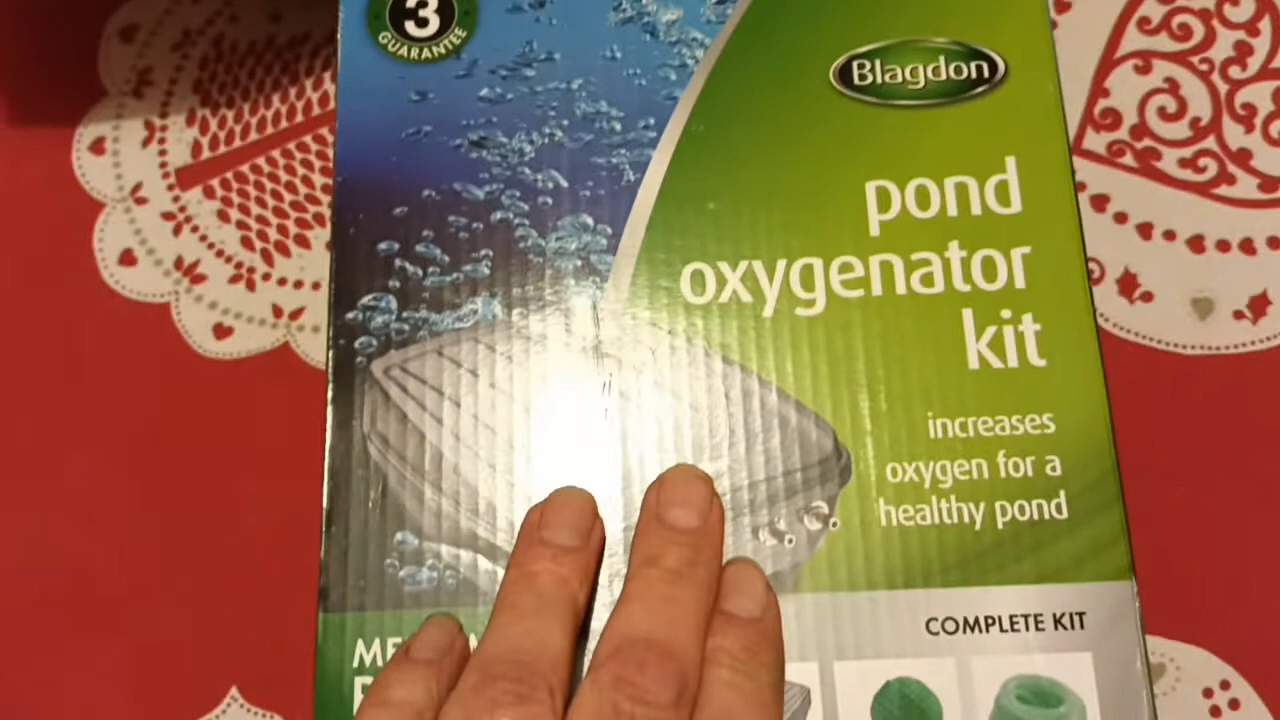 3
GUARANTEE
Blagdon
pond
oxygenator
kit
increases
oxygen for a
healthy pond
COMPLETE KIT